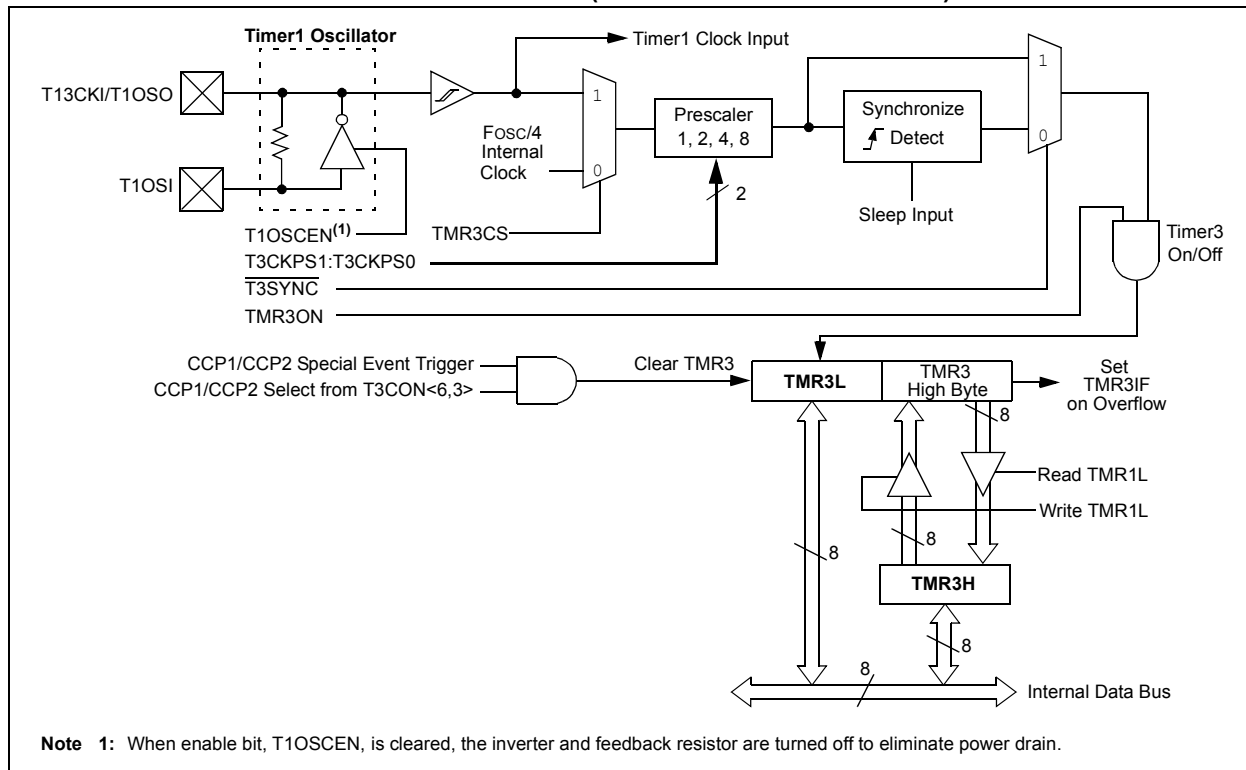 Timer1 Oscillator
Timer1 Clock Input
T13CKI/T1OSO
1
1
Prescaler
1, 2, 4, 8
Synchronize
Detect
FOSC/4
Internal
Clock
0
0
T1OSI
2
Sleep Input
T1OSCEN(1)
TMR3CS
Timer3
On/Off
T3CKPS1:T3CKPS0
T3SYNC
TMR3ON
CCP1/CCP2 Special Event Trigger
CCP1/CCP2 Select from T3CON<6,3>
Clear TMR3
TMR3L
TMR3
High Byte
Set
TMR3IF
on Overflow
8
Read TMR1L
Write TMR1L
8
8
TMR3H
8
8
Internal Data Bus
Note 1: When enable bit, T1OSCEN, is cleared, the inverter and feedback resistor are turned off to eliminate power drain.